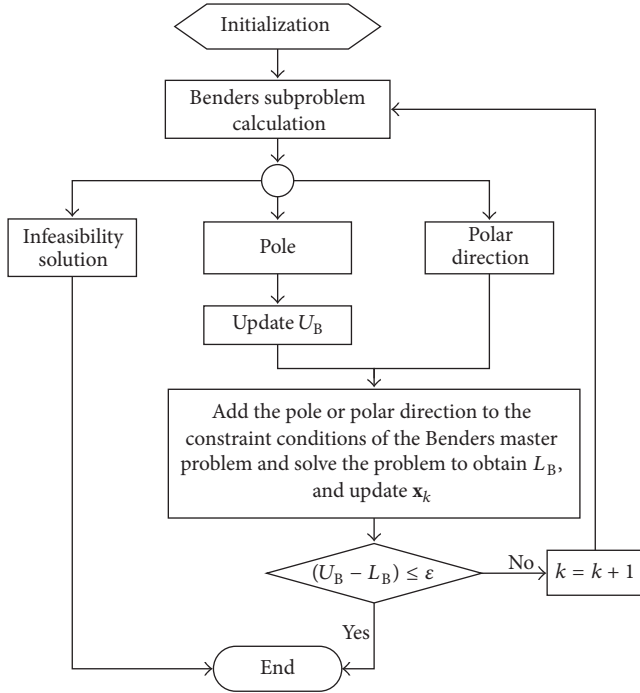 Initialization
Benders subproblem
calculation
Infeasibility
solution
Pole
Polar
direction
Update U_B
Add the pole or polar direction to the
constraint conditions of the Benders master
problem and solve the problem to obtain L_B,
and update x_k
(U_B − L_B) ≤ ε
No
k = k + 1
Yes
End